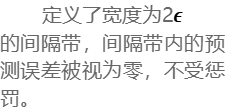 定义了宽度为2ϵ
的间隔带，间隔带内的预
测误差被视为零，不受惩
罚。